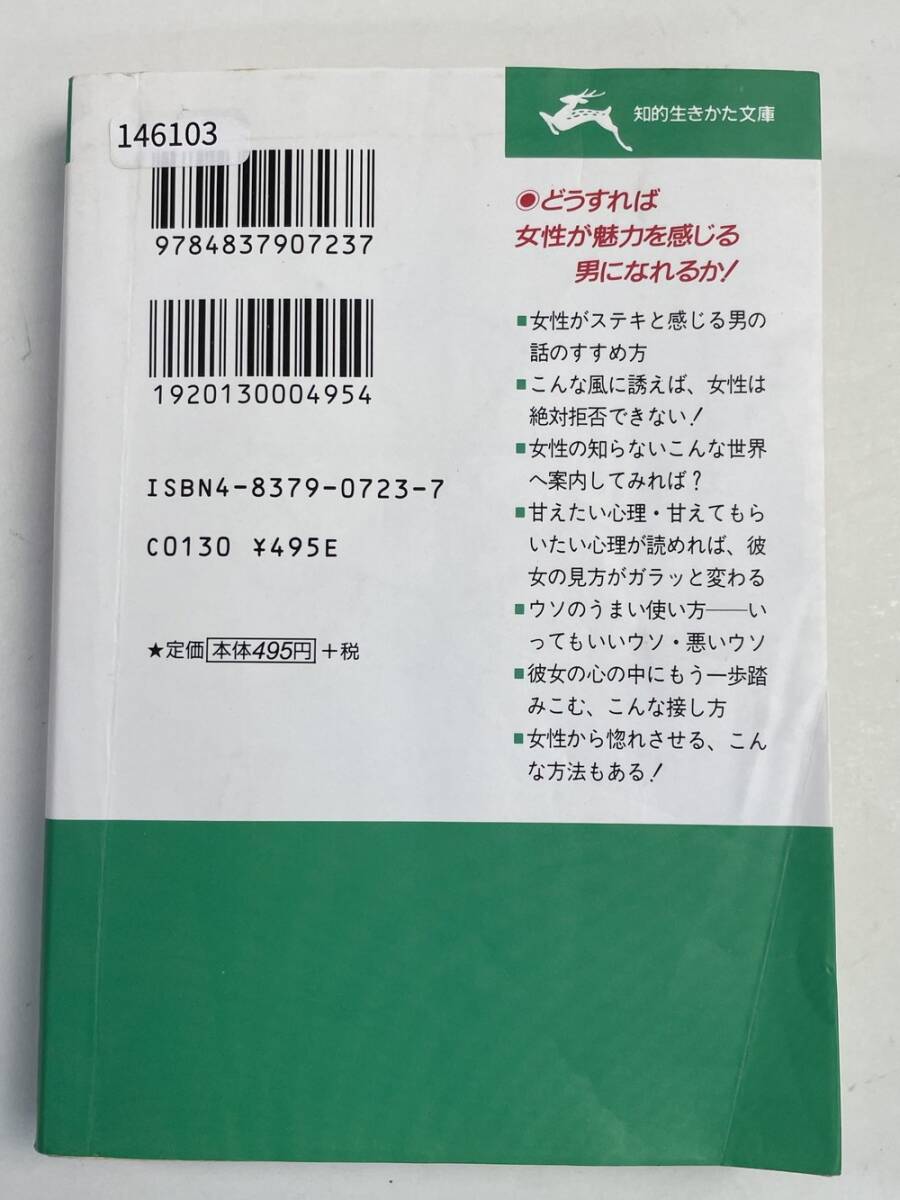 146103
9784837907237
1920130004954
ISBN4-8379-0723-7
C0130 ¥495E
★定価 本体495円 +税
知的生きかた文庫
◉どうすれば
女性が魅力を感じる
男になれるか!
■女性がステキと感じる男の
話のすすめ方
■こんな風に誘えば、女性は
絶対拒否できない!
■女性の知らないこんな世界
へ案内してみれば?
■甘えたい心理・甘えてもら
いたい心理が読めれば、彼
女の見方がガラッと変わる
■ウソのうまい使い方――い
ってもいいウソ・悪いウソ
■彼女の心の中にもう一歩踏
みこむ、こんな接し方
■女性から惚れさせる、こん
な方法もある!